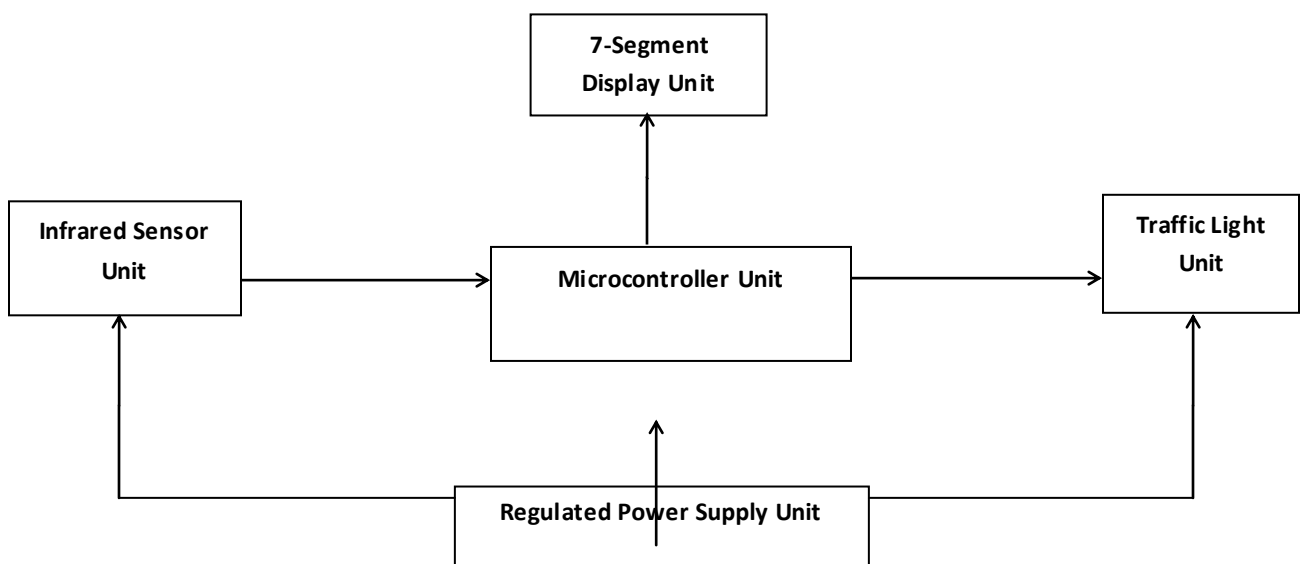 7-Segment
Display Unit
Infrared Sensor
Unit
Microcontroller Unit
Traffic Light
Unit
Regulated Power Supply Unit